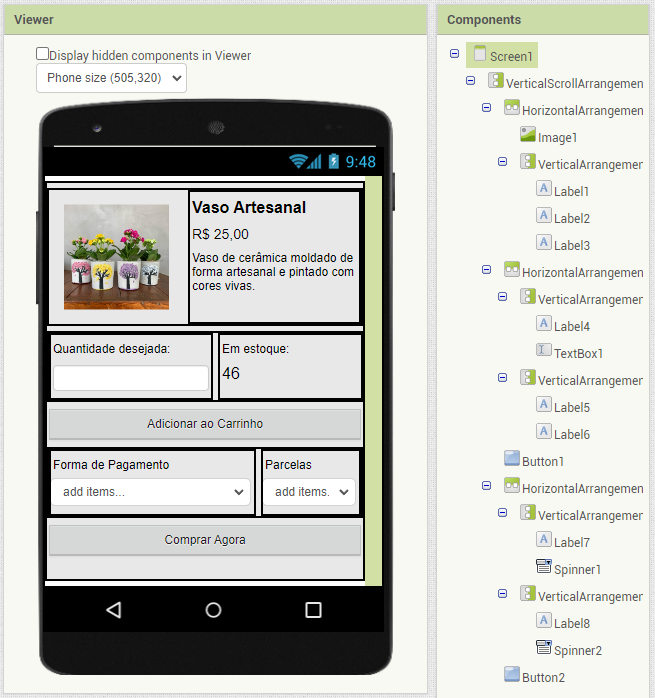 Viewer
Display hidden components in Viewer
Phone size (505,320)
9:48
Vaso Artesanal
R$ 25,00
Vaso de cerâmica moldado de
forma artesanal e pintado com
cores vivas.
Quantidade desejada:
Em estoque:
46
Adicionar ao Carrinho
Forma de Pagamento
Parcelas
add items...
add items.
Comprar Agora
Components
Screen1
VerticalScrollArrangemen
HorizontalArrangemen
Image1
VerticalArrangemer
Label1
Label2
Label3
HorizontalArrangemen
VerticalArrangemer
Label4
TextBox1
VerticalArrangemer
Label5
Label6
Button1
HorizontalArrangemen
VerticalArrangemer
Label7
Spinner1
VerticalArrangemer
Label8
Spinner2
Button2